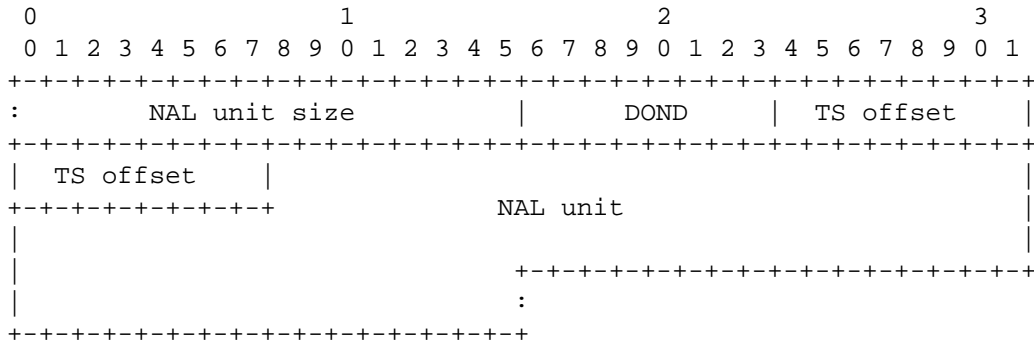 0                   1                   2                   3
 0 1 2 3 4 5 6 7 8 9 0 1 2 3 4 5 6 7 8 9 0 1 2 3 4 5 6 7 8 9 0 1
+-+-+-+-+-+-+-+-+-+-+-+-+-+-+-+-+-+-+-+-+-+-+-+-+-+-+-+-+-+-+-+-+
:        NAL unit size          |      DOND     |  TS offset    |
+-+-+-+-+-+-+-+-+-+-+-+-+-+-+-+-+-+-+-+-+-+-+-+-+-+-+-+-+-+-+-+-+
|  TS offset    |                                               |
+-+-+-+-+-+-+-+-+              NAL unit                         |
|                                                               |
|                               +-+-+-+-+-+-+-+-+-+-+-+-+-+-+-+-+
|                               :
+-+-+-+-+-+-+-+-+-+-+-+-+-+-+-+-+